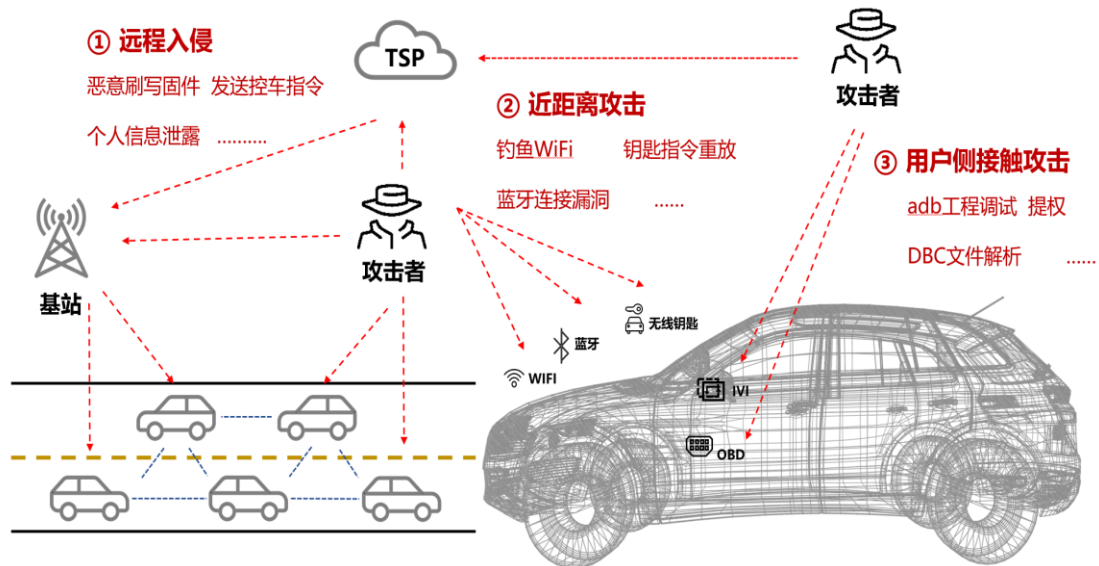 ① 远程入侵
恶意刷写固件 发送控车指令
个人信息泄露 ………
TSP
攻击者
② 近距离攻击
钓鱼WiFi 钥匙指令重放
蓝牙连接漏洞 ……
③ 用户侧接触攻击
adb工程调试 提权
DBC文件解析 ……
基站
攻击者
无线钥匙
蓝牙
WIFI
IVI
OBD